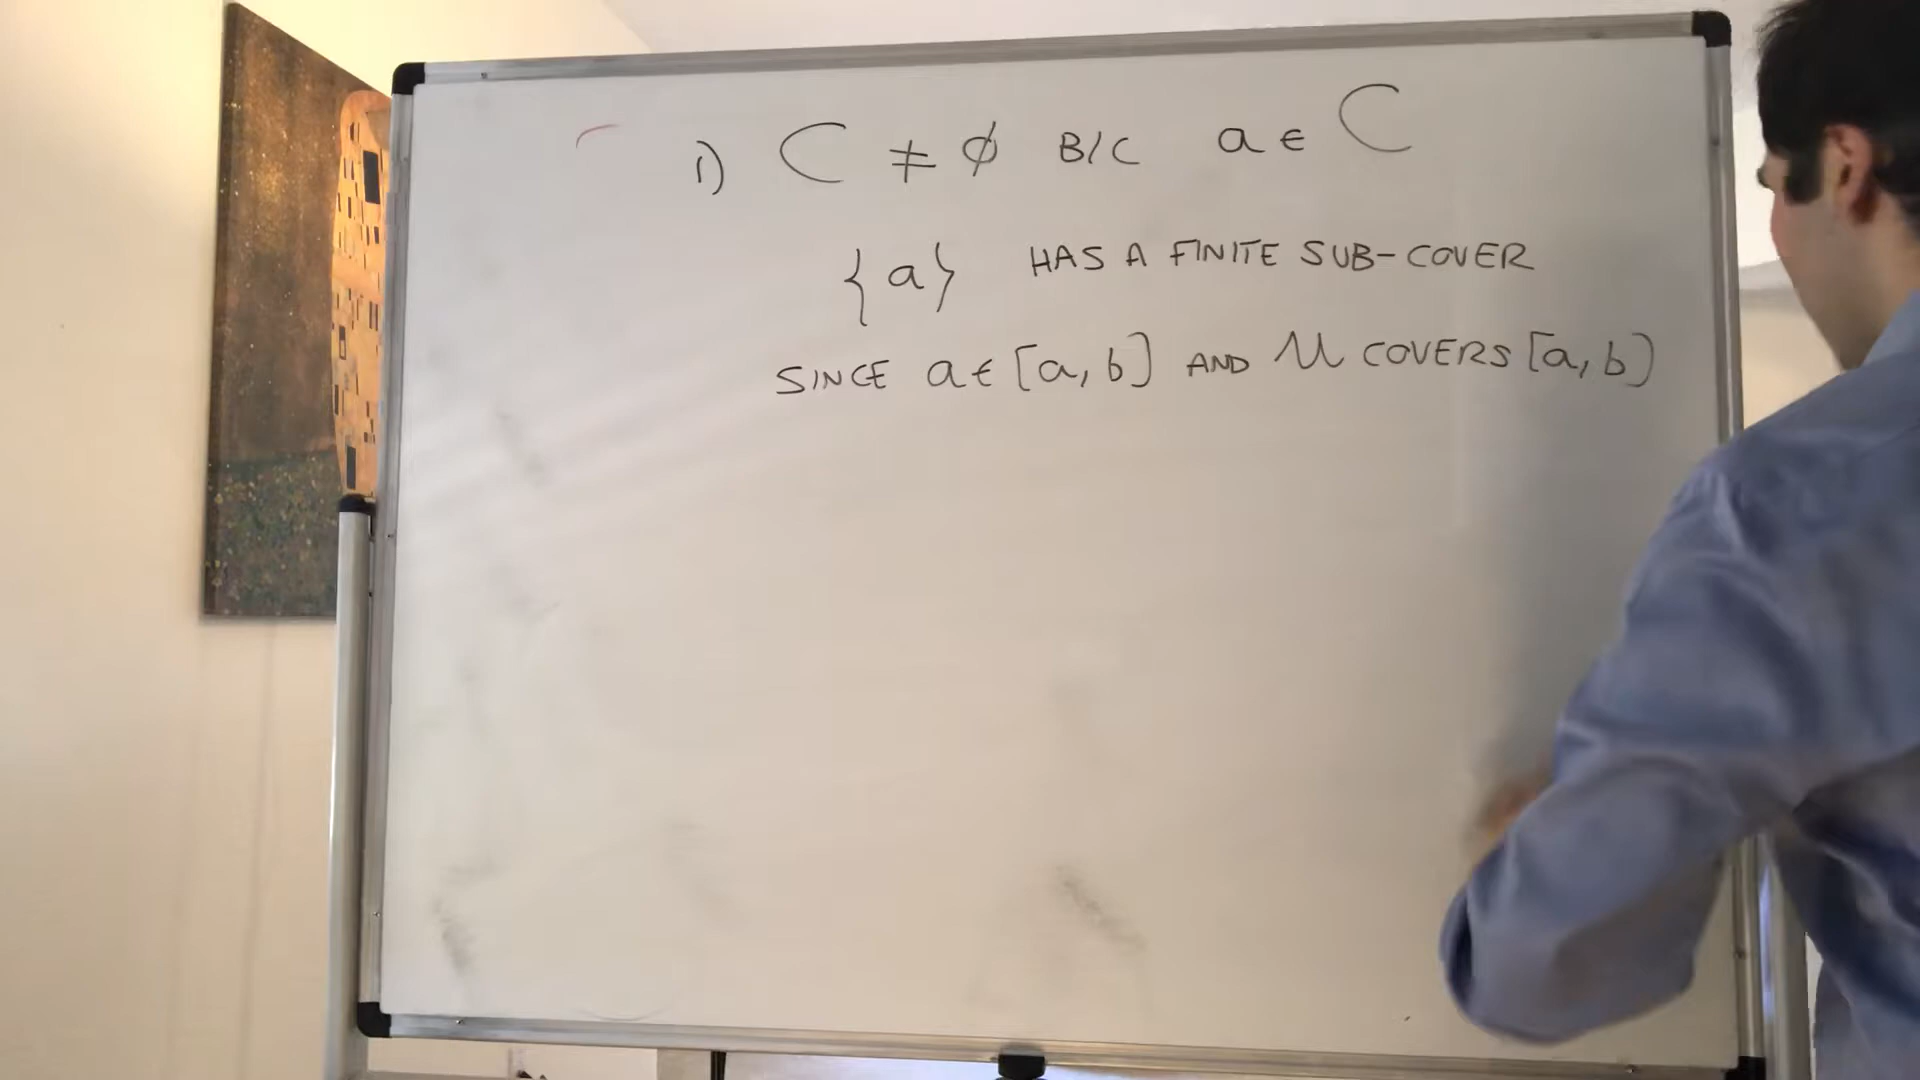 1) C ≠ ∅ B/C a ∈ C
{a} HAS A FINITE SUB-COVER
SINCE a ∈ [a, b] AND U COVERS [a, b]